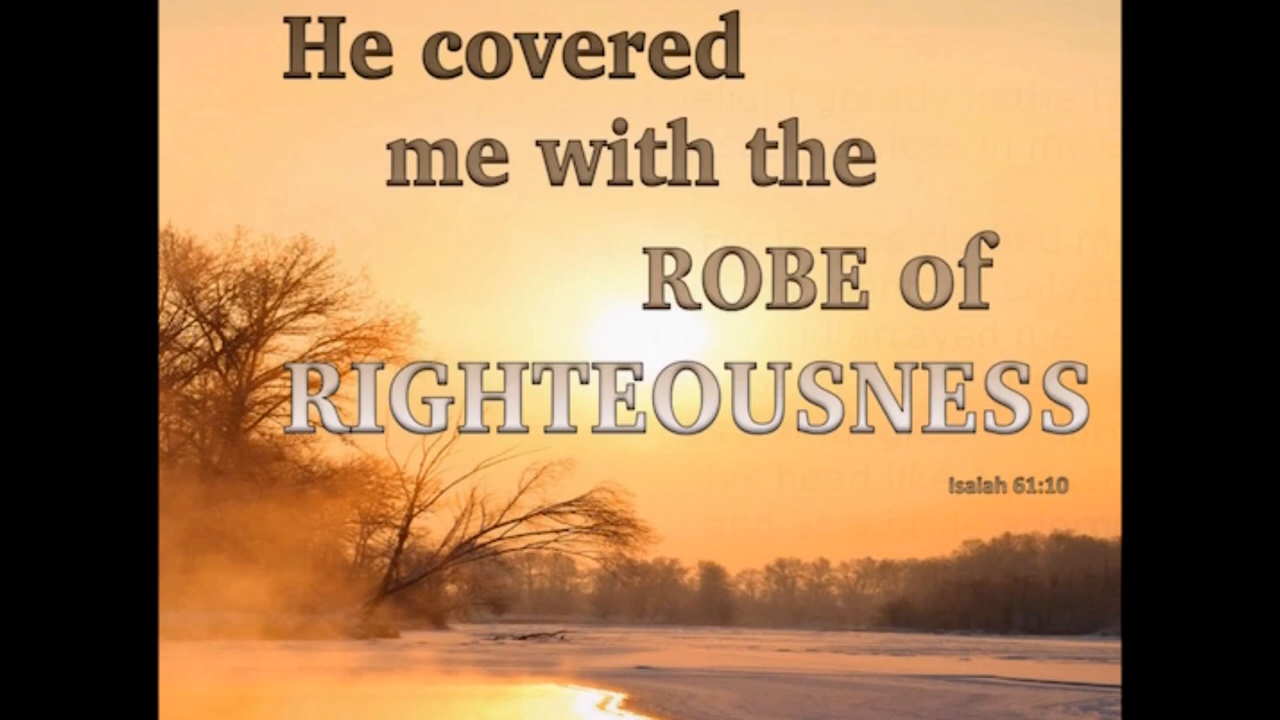 He covered
me with the
ROBE of
RIGHTEOUSNESS
Isaiah 61:10